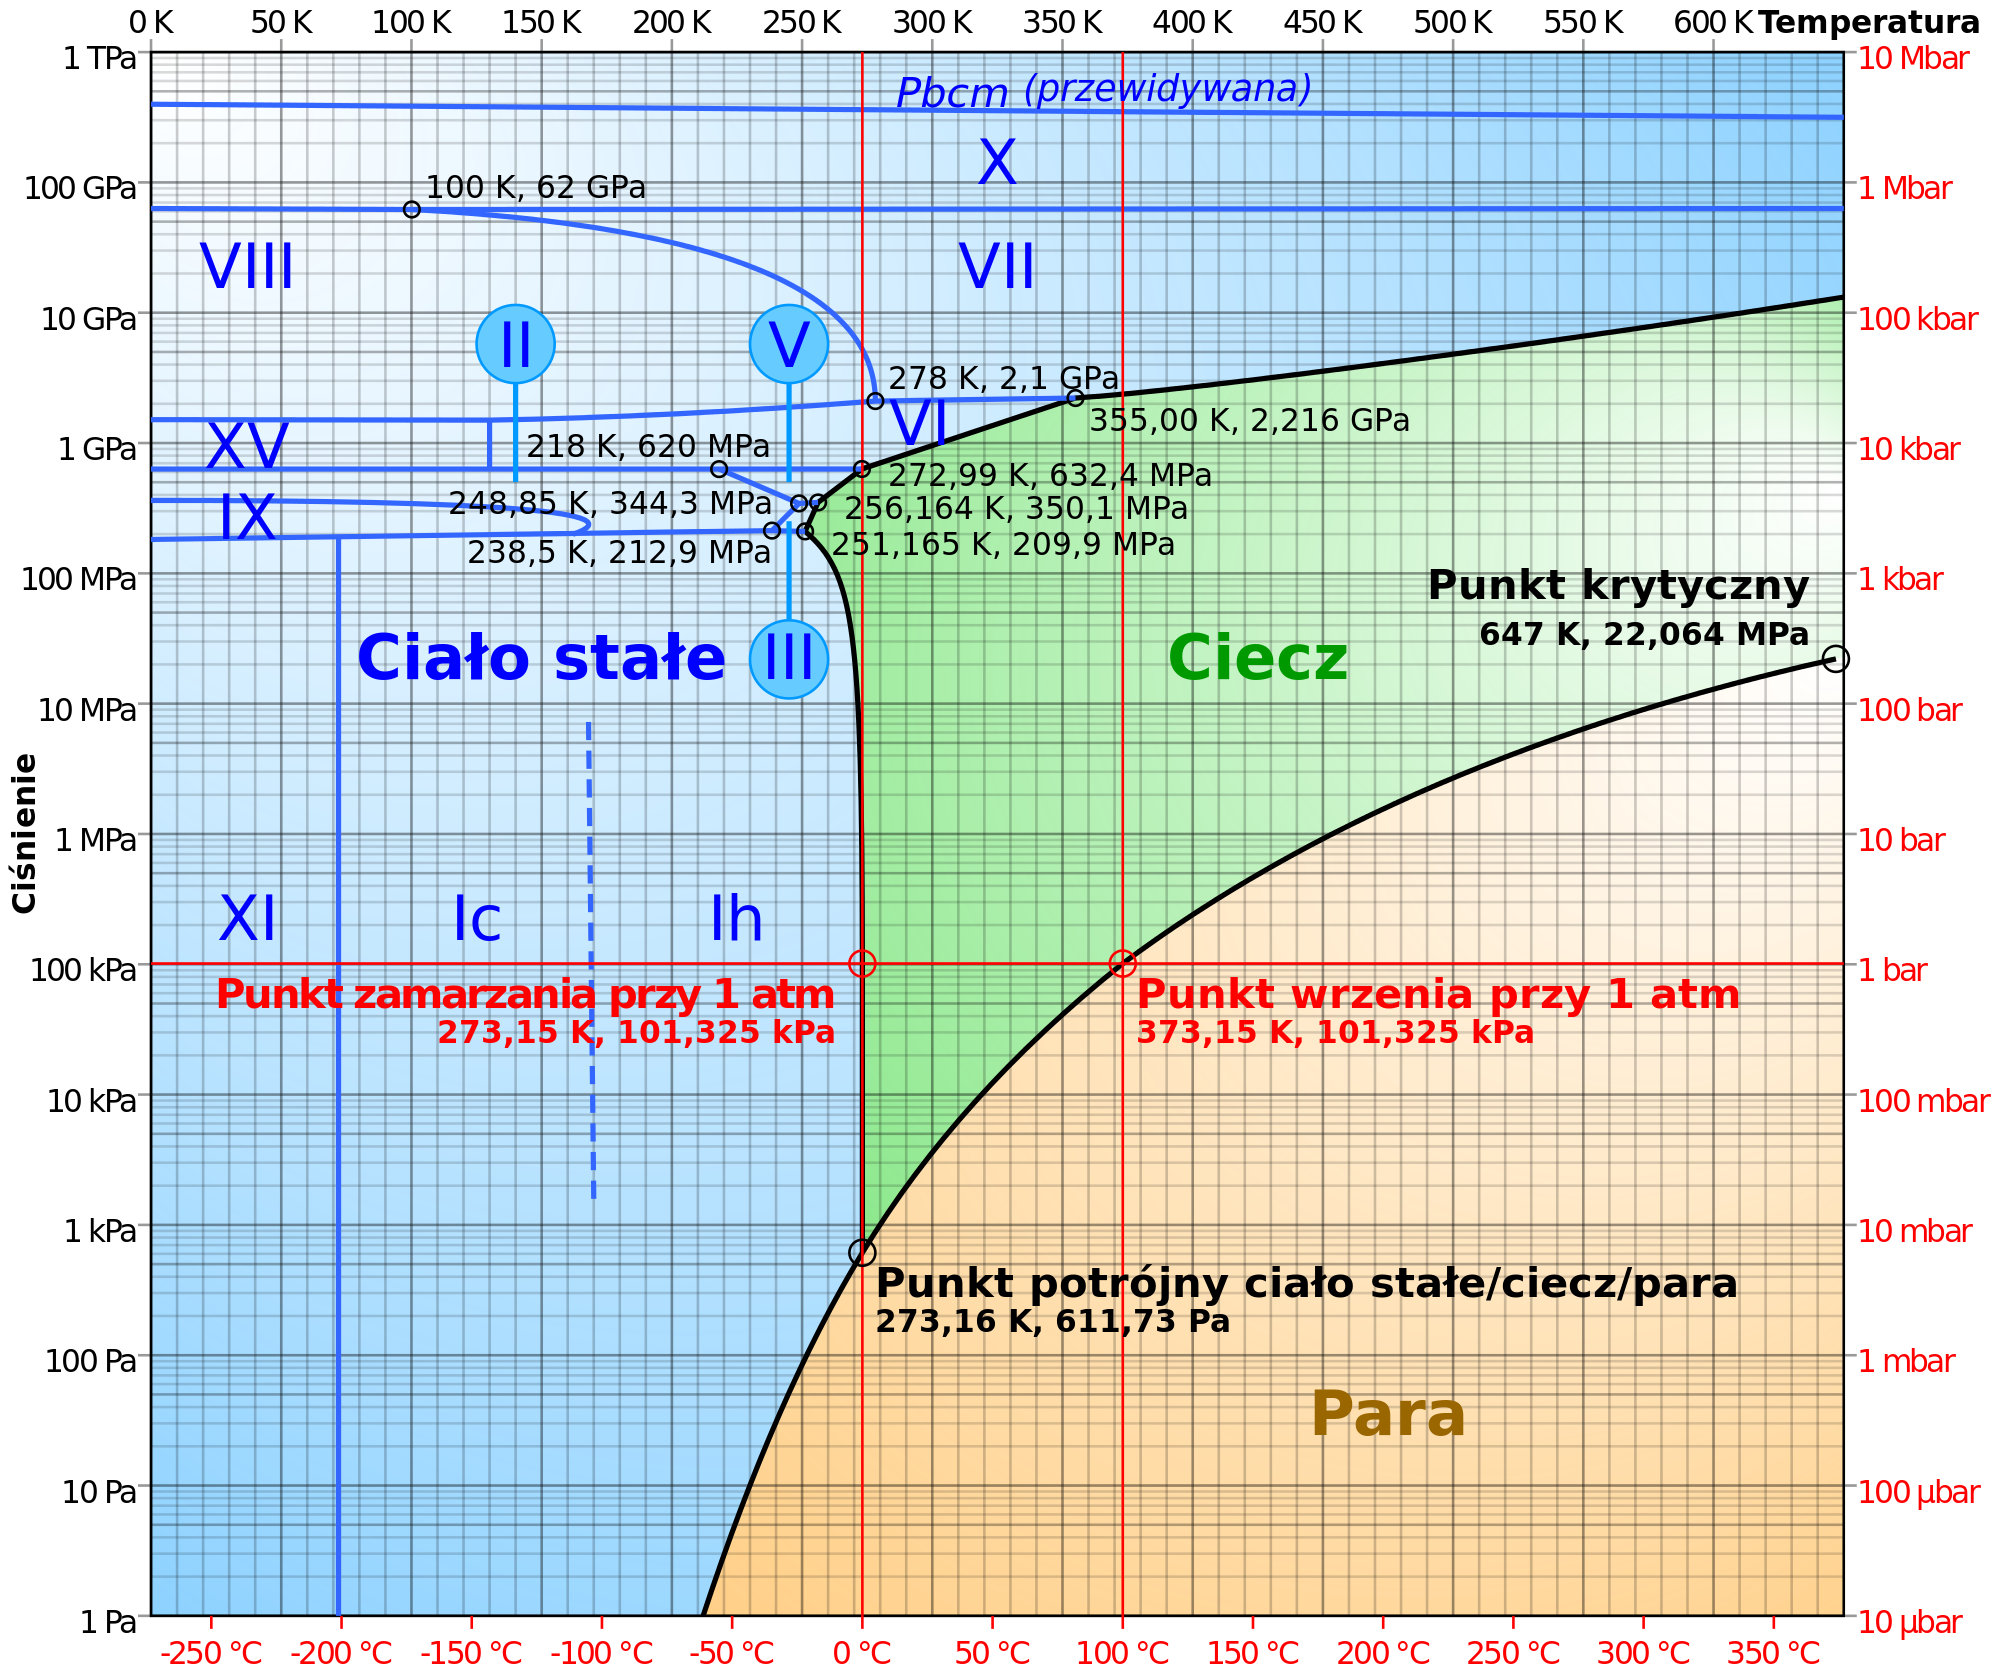 0 K 50 K 100 K 150 K 200 K 250 K 300 K 350 K 400 K 450 K 500 K 550 K 600 K Temperatura
1 TPa 10 Mbar
Pbcm (przewidywana)
X
100 GPa 1 Mbar
100 K, 62 GPa
VIII VII
10 GPa 100 kbar
II V
278 K, 2,1 GPa
VI
355,00 K, 2,216 GPa
1 GPa XV 218 K, 620 MPa 10 kbar
272,99 K, 632,4 MPa
IX 248,85 K, 344,3 MPa 256,164 K, 350,1 MPa
238,5 K, 212,9 MPa 251,165 K, 209,9 MPa
100 MPa 1 kbar
Punkt krytyczny
647 K, 22,064 MPa
Ciało stałe III Ciecz
10 MPa 100 bar
Ciśnienie
1 MPa 10 bar
XI Ic Ih
100 kPa 1 bar
Punkt zamarzania przy 1 atm Punkt wrzenia przy 1 atm
273,15 K, 101,325 kPa 373,15 K, 101,325 kPa
10 kPa 100 mbar
1 kPa 10 mbar
Punkt potrójny ciało stałe/ciecz/para
273,16 K, 611,73 Pa
100 Pa 1 mbar
Para
10 Pa 100 µbar
1 Pa 10 µbar
-250 °C -200 °C -150 °C -100 °C -50 °C 0 °C 50 °C 100 °C 150 °C 200 °C 250 °C 300 °C 350 °C